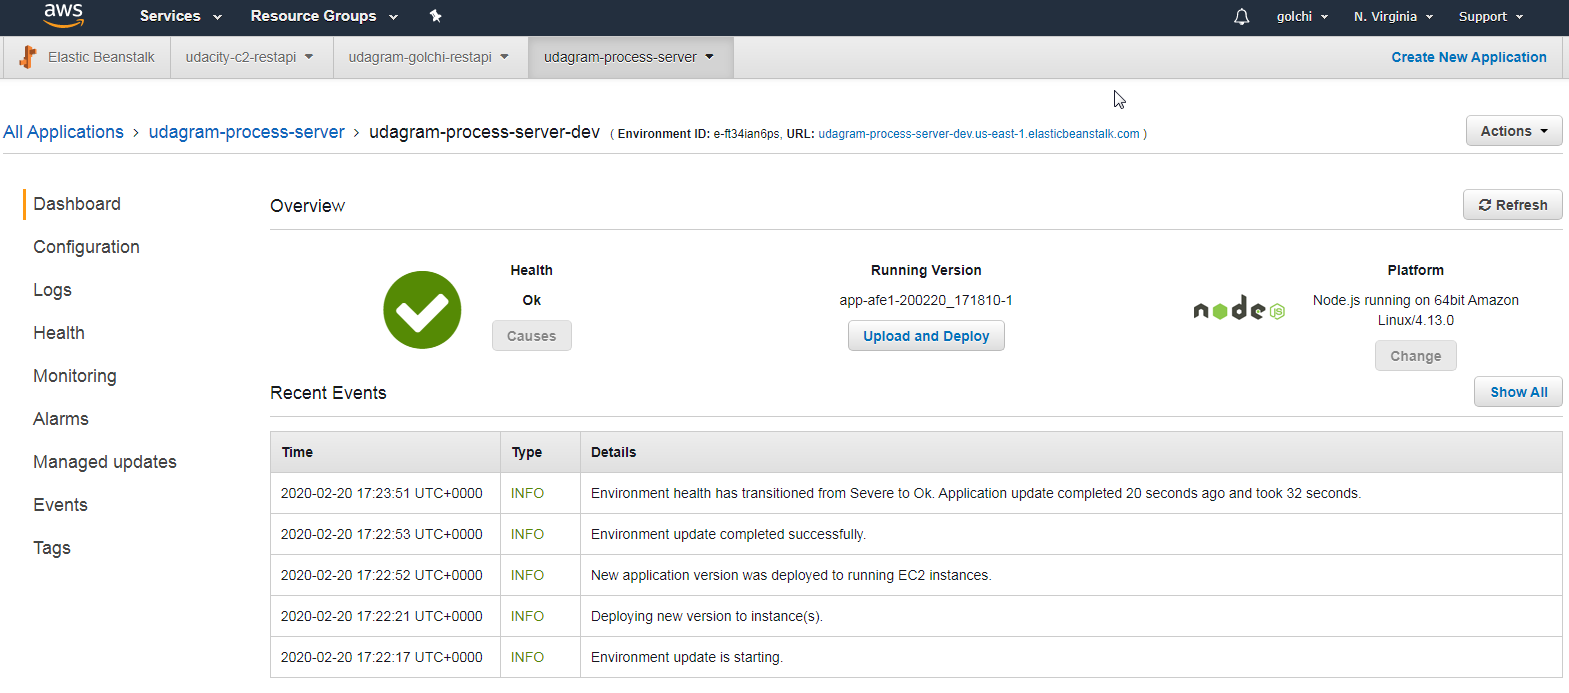 aws Services Resource Groups golchi N. Virginia Support
Elastic Beanstalk udacity-c2-restapi udagram-golchi-restapi udagram-process-server Create New Application
All Applications > udagram-process-server > udagram-process-server-dev ( Environment ID: e-ft34ian6ps, URL: udagram-process-server-dev.us-east-1.elasticbeanstalk.com ) Actions
Dashboard
Configuration
Logs
Health
Monitoring
Alarms
Managed updates
Events
Tags
Overview Refresh
Health
Ok
Causes
Running Version
app-afe1-200220_171810-1
Upload and Deploy
node JS
Platform
Node.js running on 64bit Amazon
Linux/4.13.0
Change
Recent Events Show All
Time Type Details
2020-02-20 17:23:51 UTC+0000 INFO Environment health has transitioned from Severe to Ok. Application update completed 20 seconds ago and took 32 seconds.
2020-02-20 17:22:53 UTC+0000 INFO Environment update completed successfully.
2020-02-20 17:22:52 UTC+0000 INFO New application version was deployed to running EC2 instances.
2020-02-20 17:22:21 UTC+0000 INFO Deploying new version to instance(s).
2020-02-20 17:22:17 UTC+0000 INFO Environment update is starting.